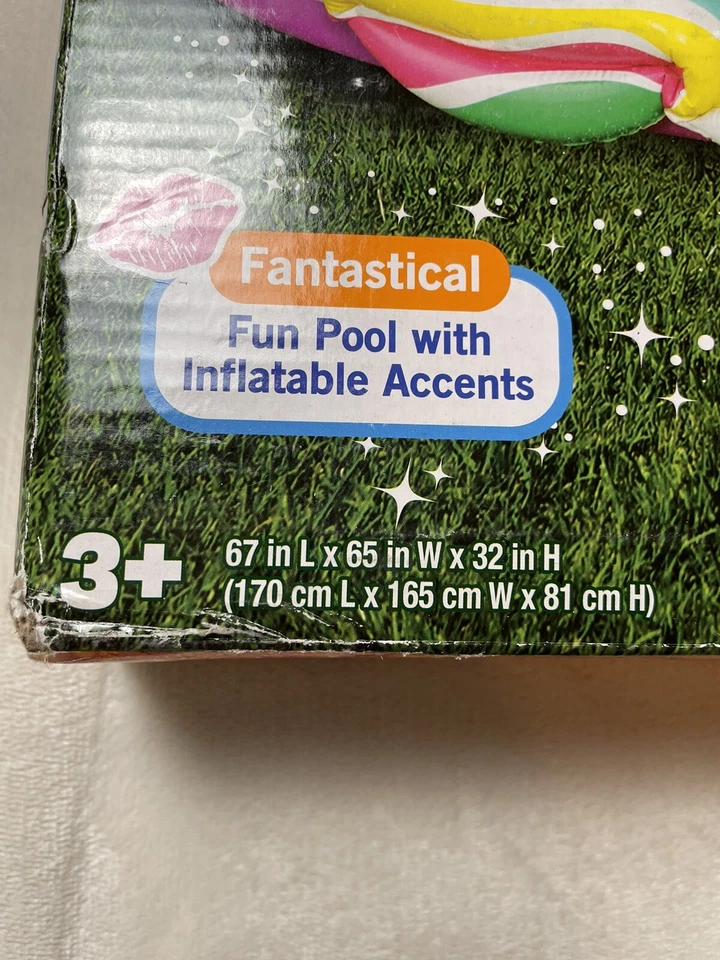 Fantastical
Fun Pool with
Inflatable Accents
3+
67 in L x 65 in W x 32 in H
(170 cm L x 165 cm W x 81 cm H)